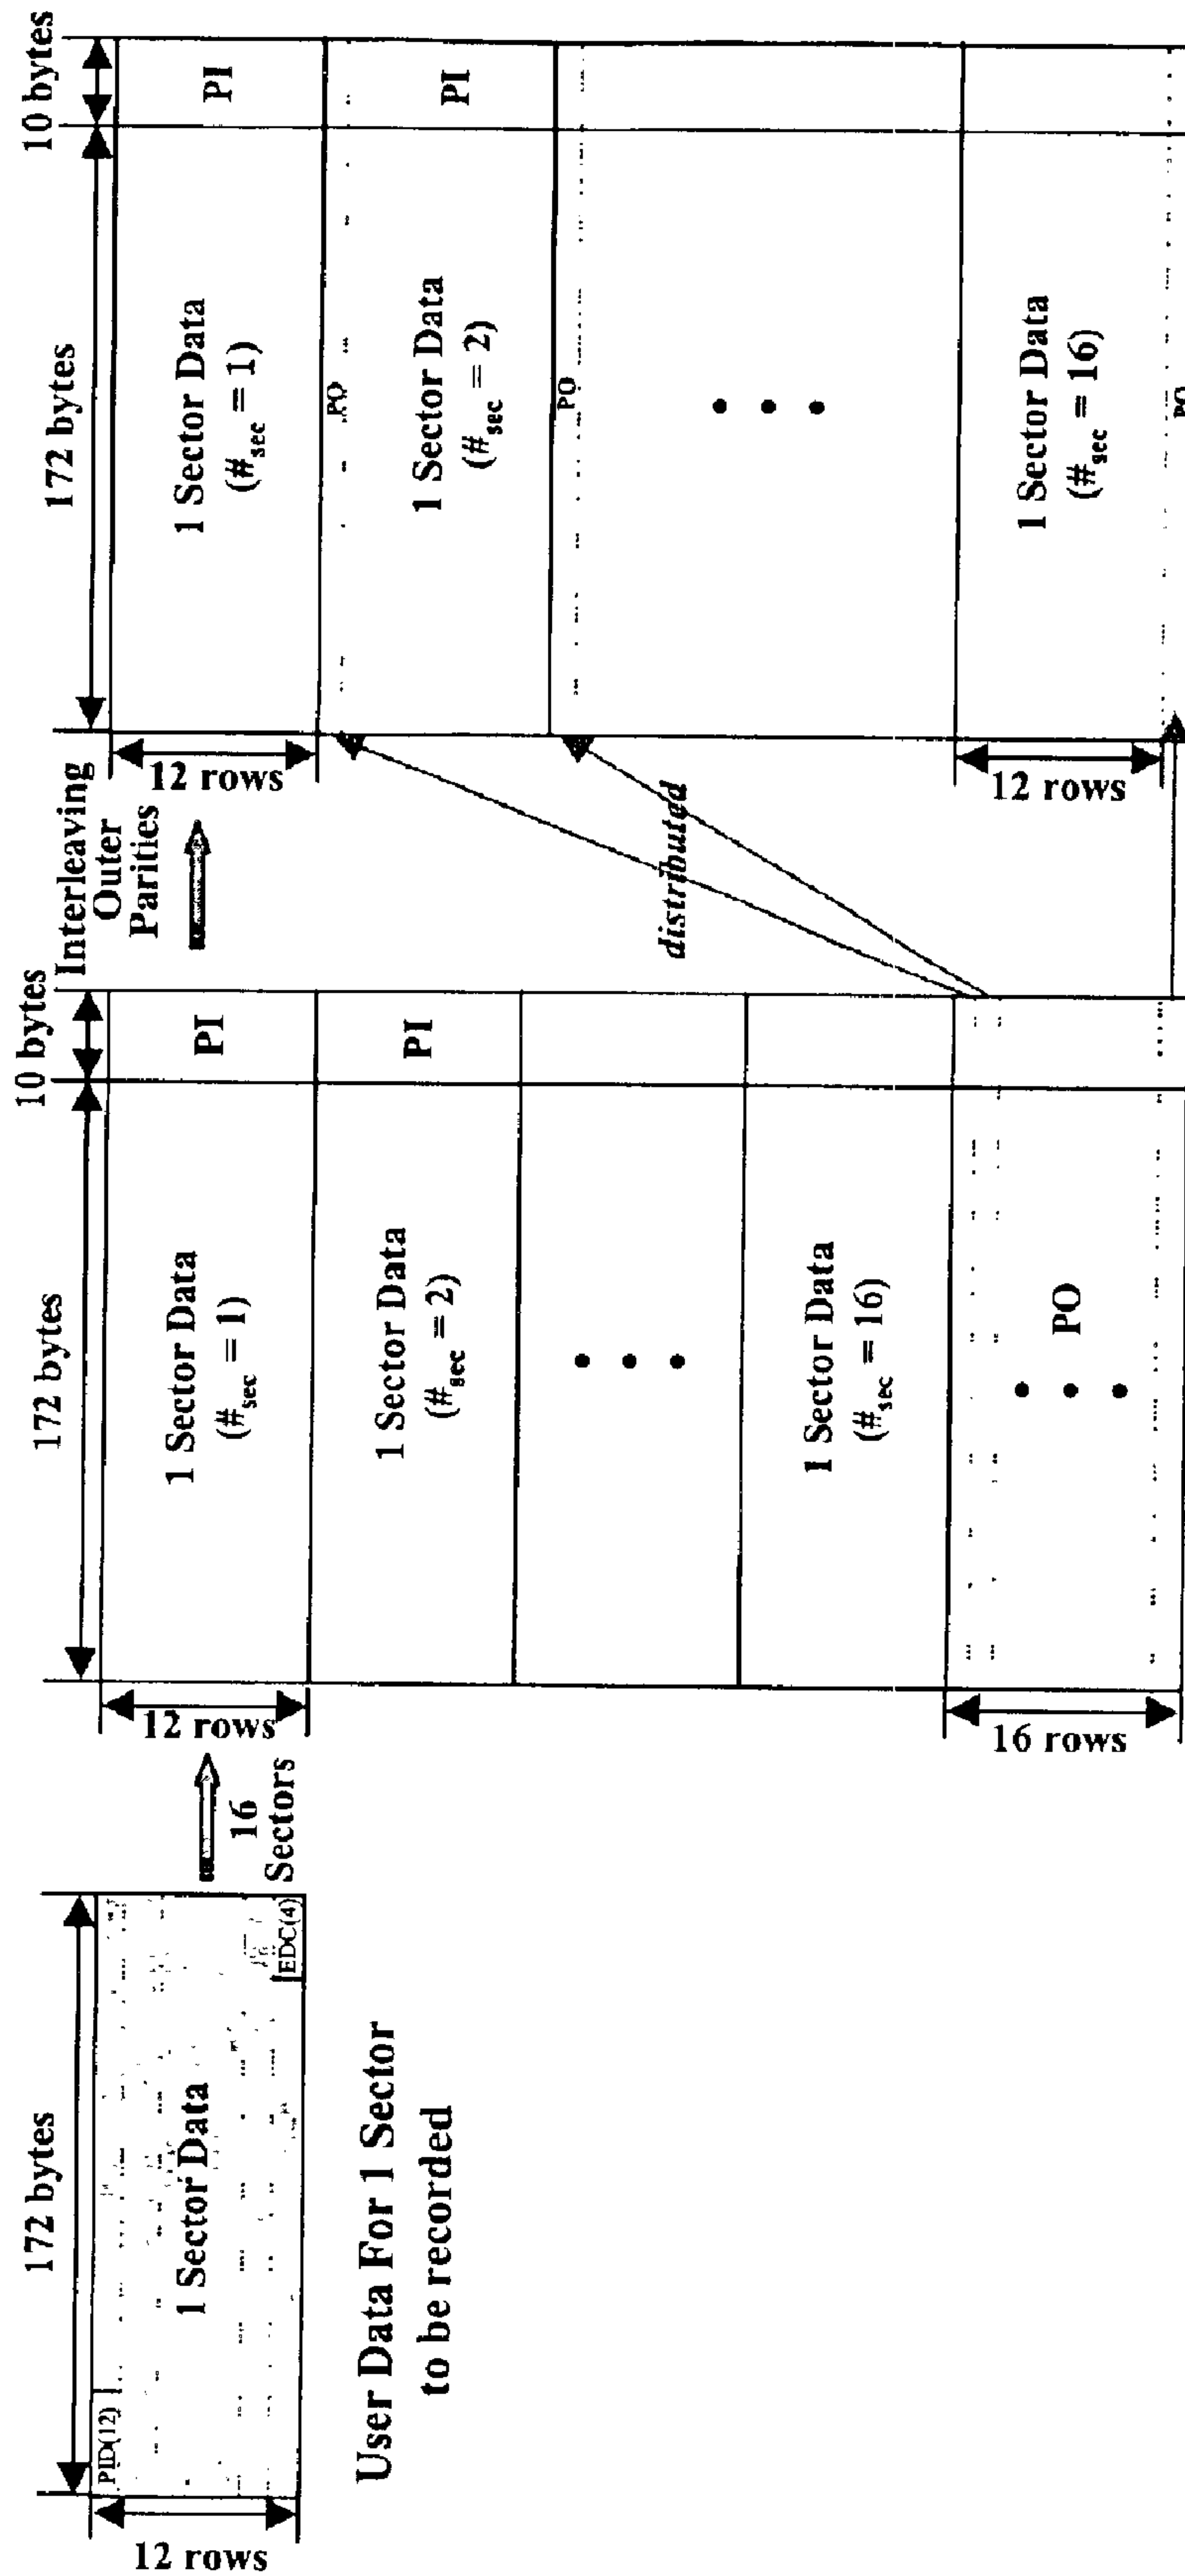 172 bytes
12 rows
PID(12)
1 Sector Data
EDC(4)
User Data For 1 Sector
to be recorded
16
Sectors
172 bytes
10 bytes
12 rows
1 Sector Data
(#sec = 1)
PI
1 Sector Data
(#sec = 2)
PI
1 Sector Data
(#sec = 16)
PO
16 rows
Interleaving
Outer
Parities
distributed
172 bytes
10 bytes
12 rows
1 Sector Data
(#sec = 1)
PI
PO
1 Sector Data
(#sec = 2)
PI
PO
1 Sector Data
(#sec = 16)
12 rows
PO